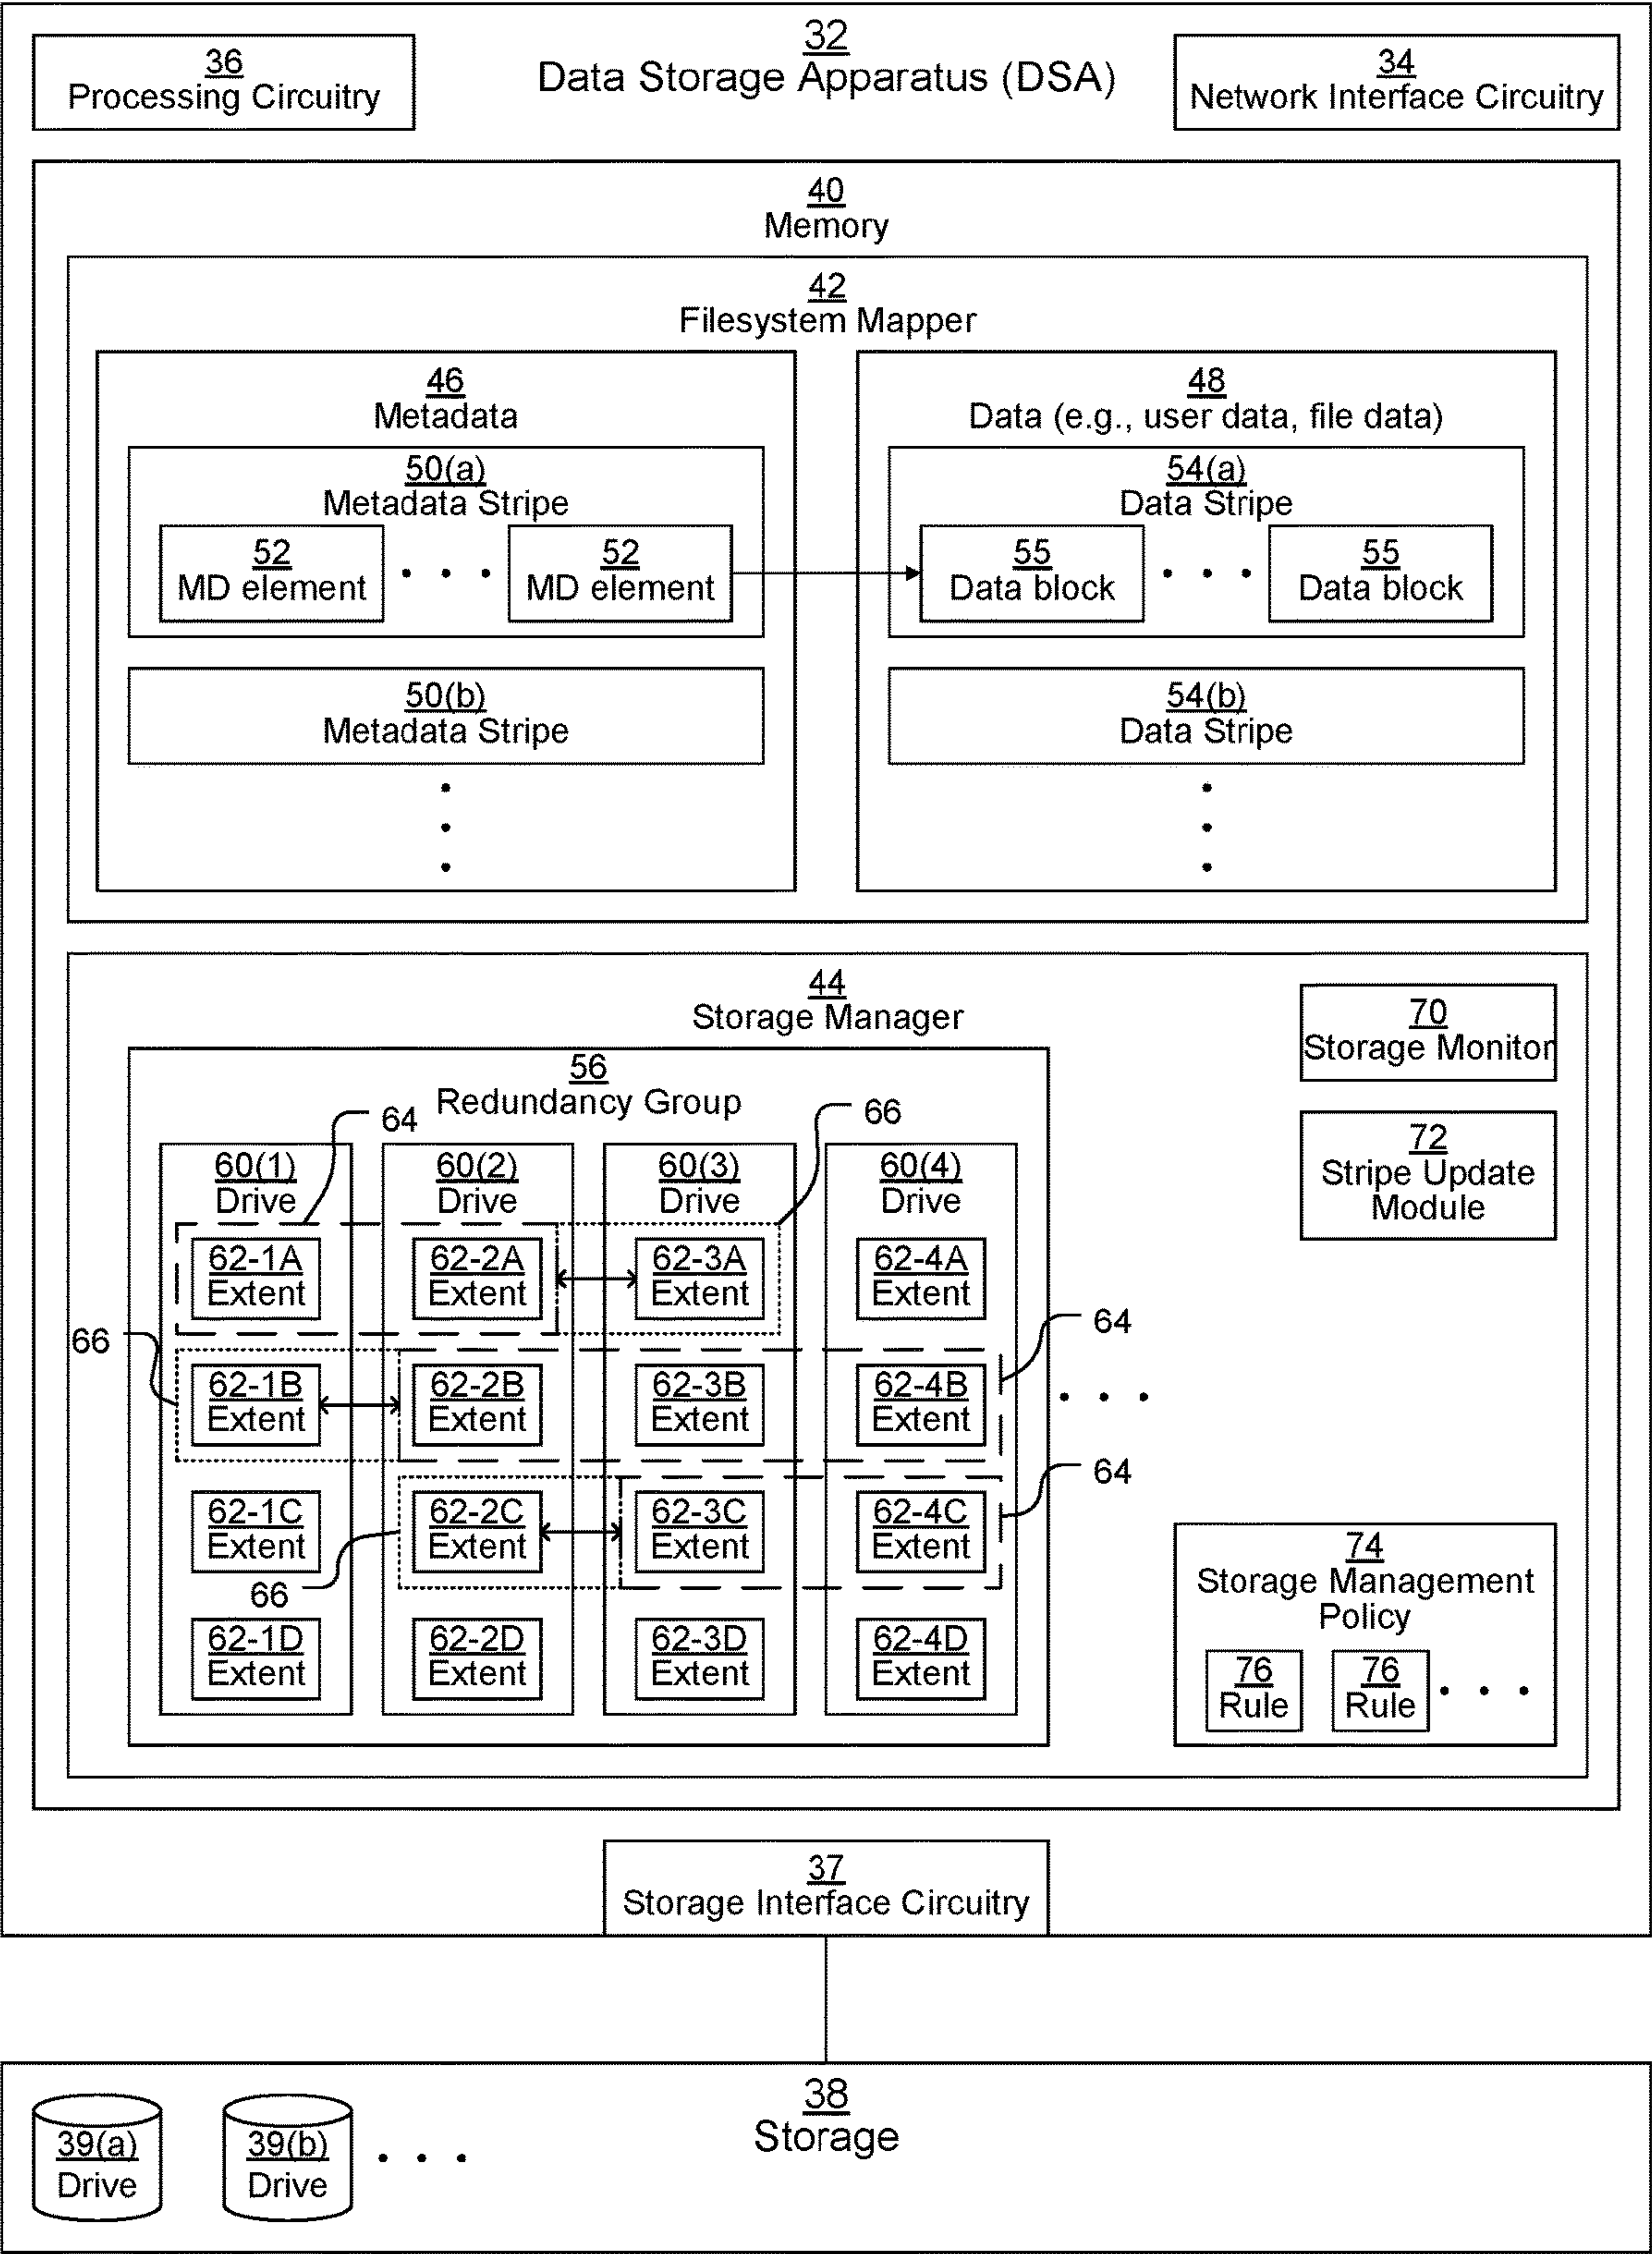 32
Data Storage Apparatus (DSA)
36
Processing Circuitry
34
Network Interface Circuitry
40
Memory
42
Filesystem Mapper
46
Metadata
50(a)
Metadata Stripe
52
MD element
52
MD element
50(b)
Metadata Stripe
48
Data (e.g., user data, file data)
54(a)
Data Stripe
55
Data block
55
Data block
54(b)
Data Stripe
44
Storage Manager
56
Redundancy Group
64
66
60(1)
Drive
60(2)
Drive
60(3)
Drive
60(4)
Drive
62-1A
Extent
62-2A
Extent
62-3A
Extent
62-4A
Extent
66
64
62-1B
Extent
62-2B
Extent
62-3B
Extent
62-4B
Extent
64
62-1C
Extent
62-2C
Extent
62-3C
Extent
62-4C
Extent
66
62-1D
Extent
62-2D
Extent
62-3D
Extent
62-4D
Extent
70
Storage Monitor
72
Stripe Update
Module
74
Storage Management
Policy
76
Rule
76
Rule
37
Storage Interface Circuitry
38
Storage
39(a)
Drive
39(b)
Drive